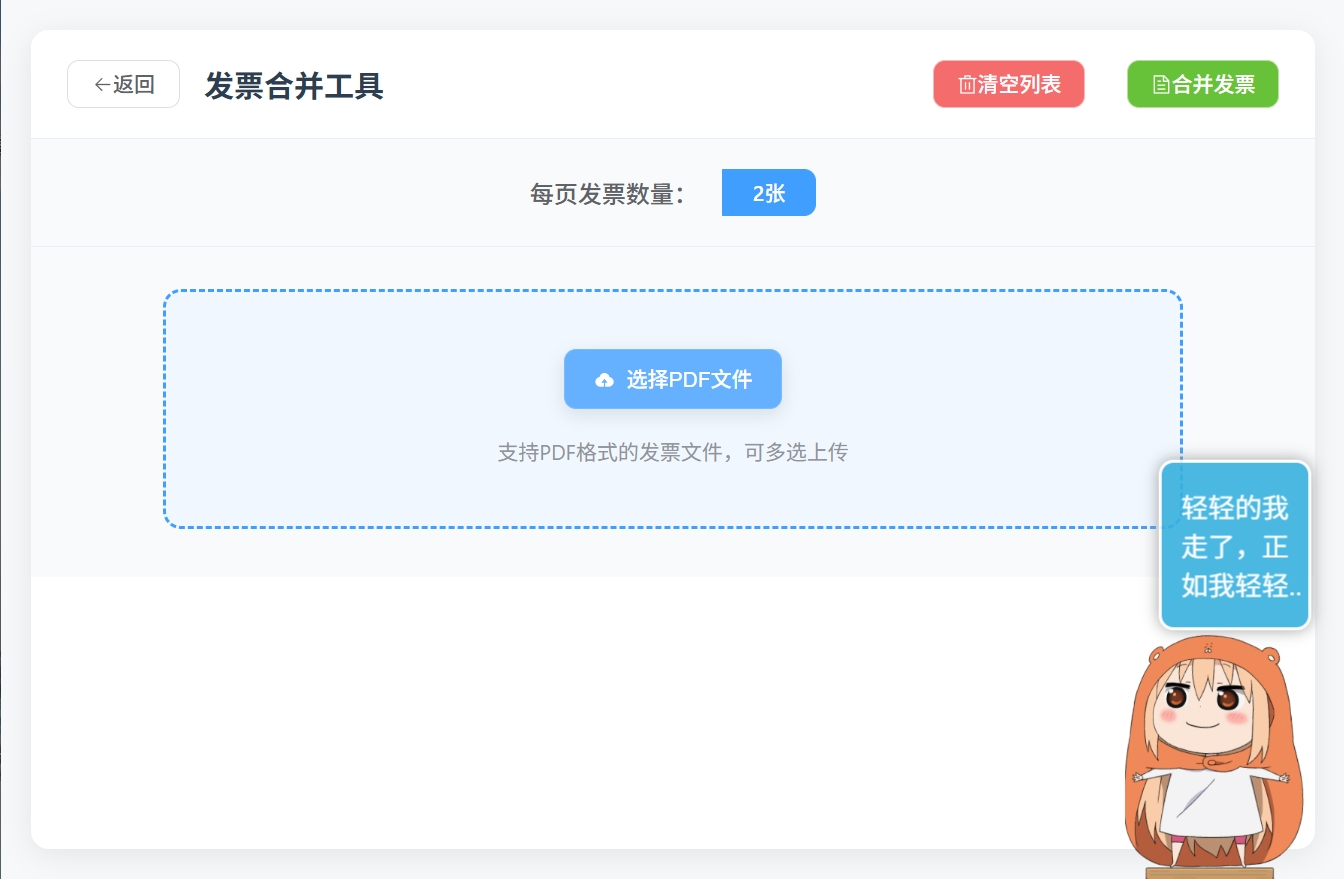 返回
发票合并工具
清空列表
合并发票
每页发票数量：
2张
选择PDF文件
支持PDF格式的发票文件，可多选上传
轻轻的我
走了，正
如我轻轻..